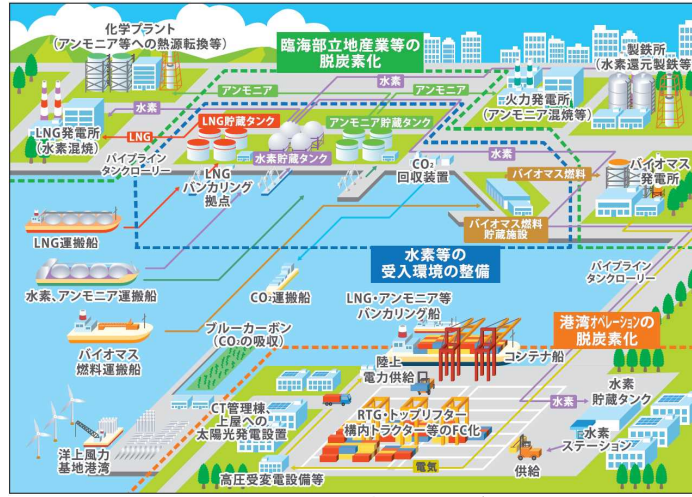 化学プラント
(アンモニア等への熱源転換等)
臨海部立地産業等の
脱炭素化
製鉄所
(水素還元製鉄等)
水素
アンモニア
アンモニア
水素
火力発電所
(アンモニア混焼等)
LNG発電所
(水素混焼)
LNG
LNG貯蔵タンク
アンモニア貯蔵タンク
水素貯蔵タンク
パイプライン
タンクローリー
LNG
バンカリング
拠点
CO₂
回収装置
水素
バイオマス燃料
バイオマス
発電所
バイオマス燃料
貯蔵施設
LNG運搬船
水素等の
受入環境の整備
パイプライン
タンクローリー
水素、アンモニア運搬船
CO₂運搬船
LNG・アンモニア等
バンカリング船
港湾オペレーションの
脱炭素化
バイオマス
燃料運搬船
ブルーカーボン
(CO₂の吸収)
コンテナ船
陸上
電力供給
水素
貯蔵タンク
水素
CT管理棟、
上屋への
太陽光発電設置
RTG・トップリフター
構内トラクター等のFC化
水素
ステーション
洋上風力
基地港湾
高圧受変電設備等
電気
供給